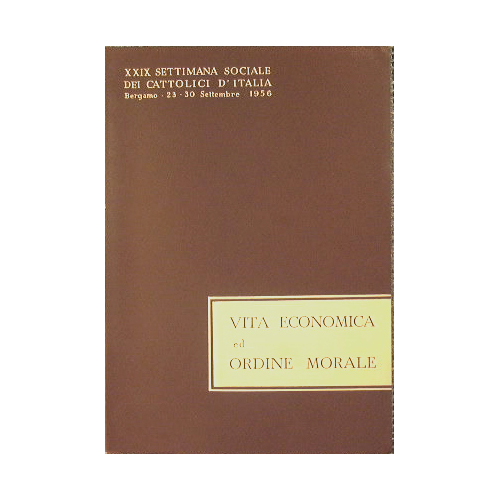 XXIX SETTIMANA SOCIALE
DEI CATTOLICI D'ITALIA
Bergamo - 23 - 30 Settembre 1956
VITA ECONOMICA
ed
ORDINE MORALE